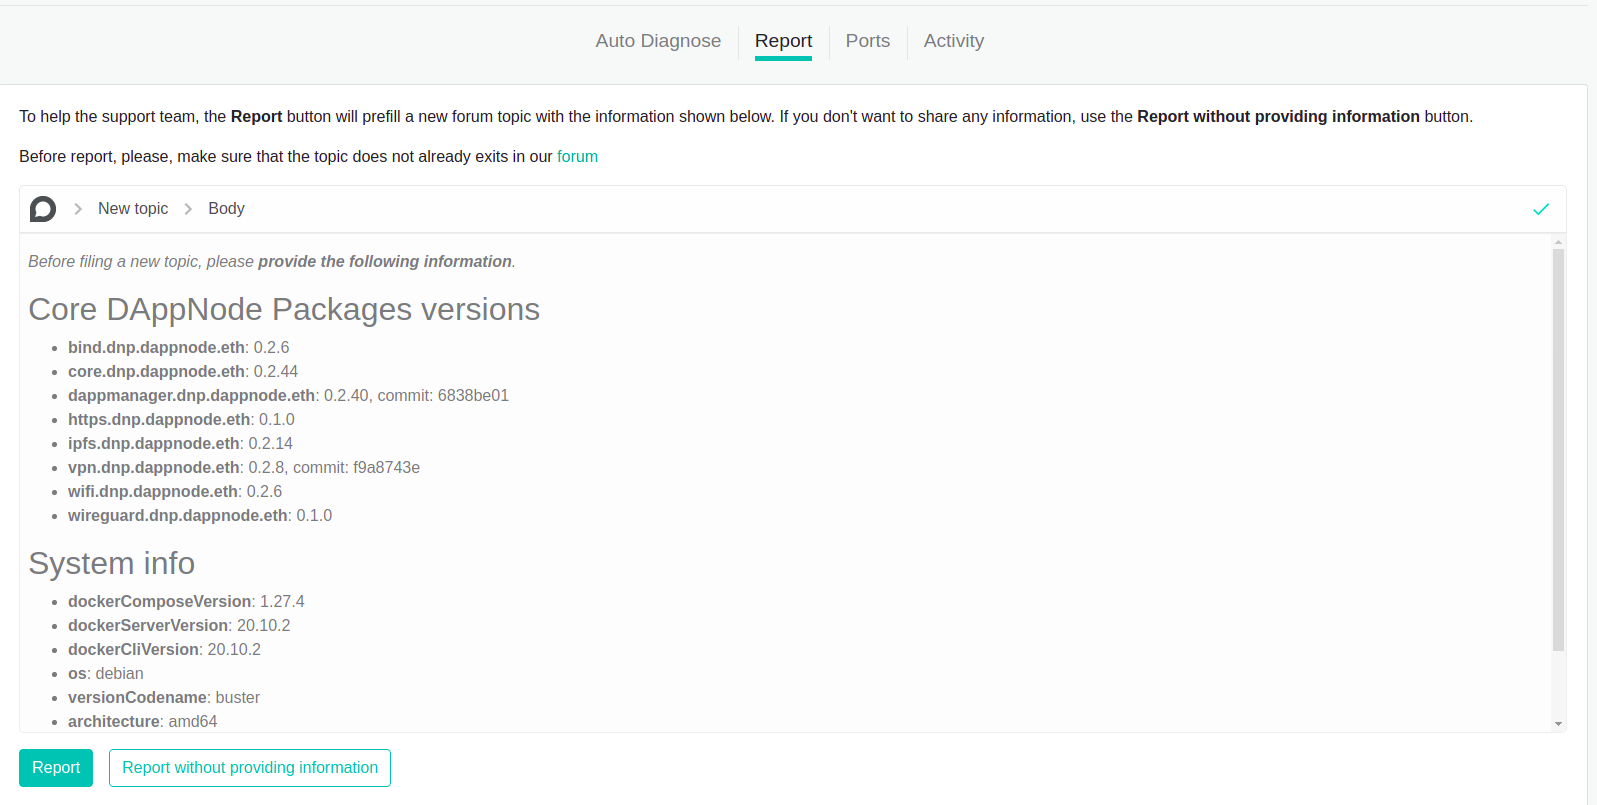 Auto Diagnose
Report
Ports
Activity
To help the support team, the Report button will prefill a new forum topic with the information shown below. If you don't want to share any information, use the Report without providing information button.
Before report, please, make sure that the topic does not already exits in our forum
New topic
Body
Before filing a new topic, please provide the following information.
Core DAppNode Packages versions
bind.dnp.dappnode.eth: 0.2.6
core.dnp.dappnode.eth: 0.2.44
dappmanager.dnp.dappnode.eth: 0.2.40, commit: 6838be01
https.dnp.dappnode.eth: 0.1.0
ipfs.dnp.dappnode.eth: 0.2.14
vpn.dnp.dappnode.eth: 0.2.8, commit: f9a8743e
wifi.dnp.dappnode.eth: 0.2.6
wireguard.dnp.dappnode.eth: 0.1.0
System info
dockerComposeVersion: 1.27.4
dockerServerVersion: 20.10.2
dockerCliVersion: 20.10.2
os: debian
versionCodename: buster
architecture: amd64
Report
Report without providing information